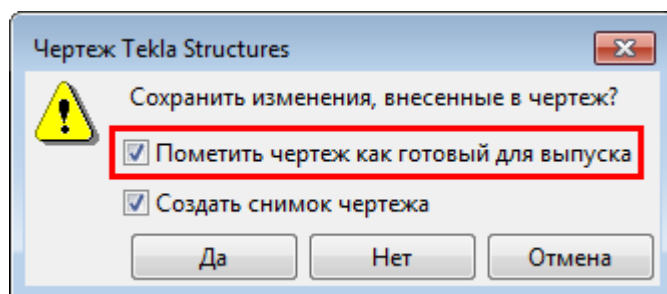 Чертеж Tekla Structures
Сохранить изменения, внесенные в чертеж?
Пометить чертеж как готовый для выпуска
Создать снимок чертежа
Да Нет Отмена